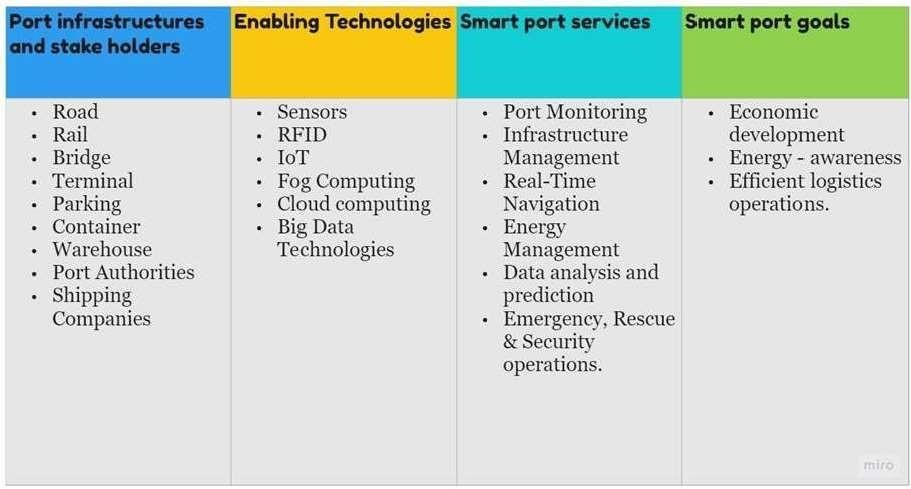 Port infrastructures
and stake holders
Enabling Technologies
Smart port services
Smart port goals
• Road
• Rail
• Bridge
• Terminal
• Parking
• Container
• Warehouse
• Port Authorities
• Shipping
Companies
• Sensors
• RFID
• IoT
• Fog Computing
• Cloud computing
• Big Data
Technologies
• Port Monitoring
• Infrastructure
Management
• Real-Time
Navigation
• Energy
Management
• Data analysis and
prediction
• Emergency, Rescue
& Security
operations.
• Economic
development
• Energy - awareness
• Efficient logistics
operations.
miro